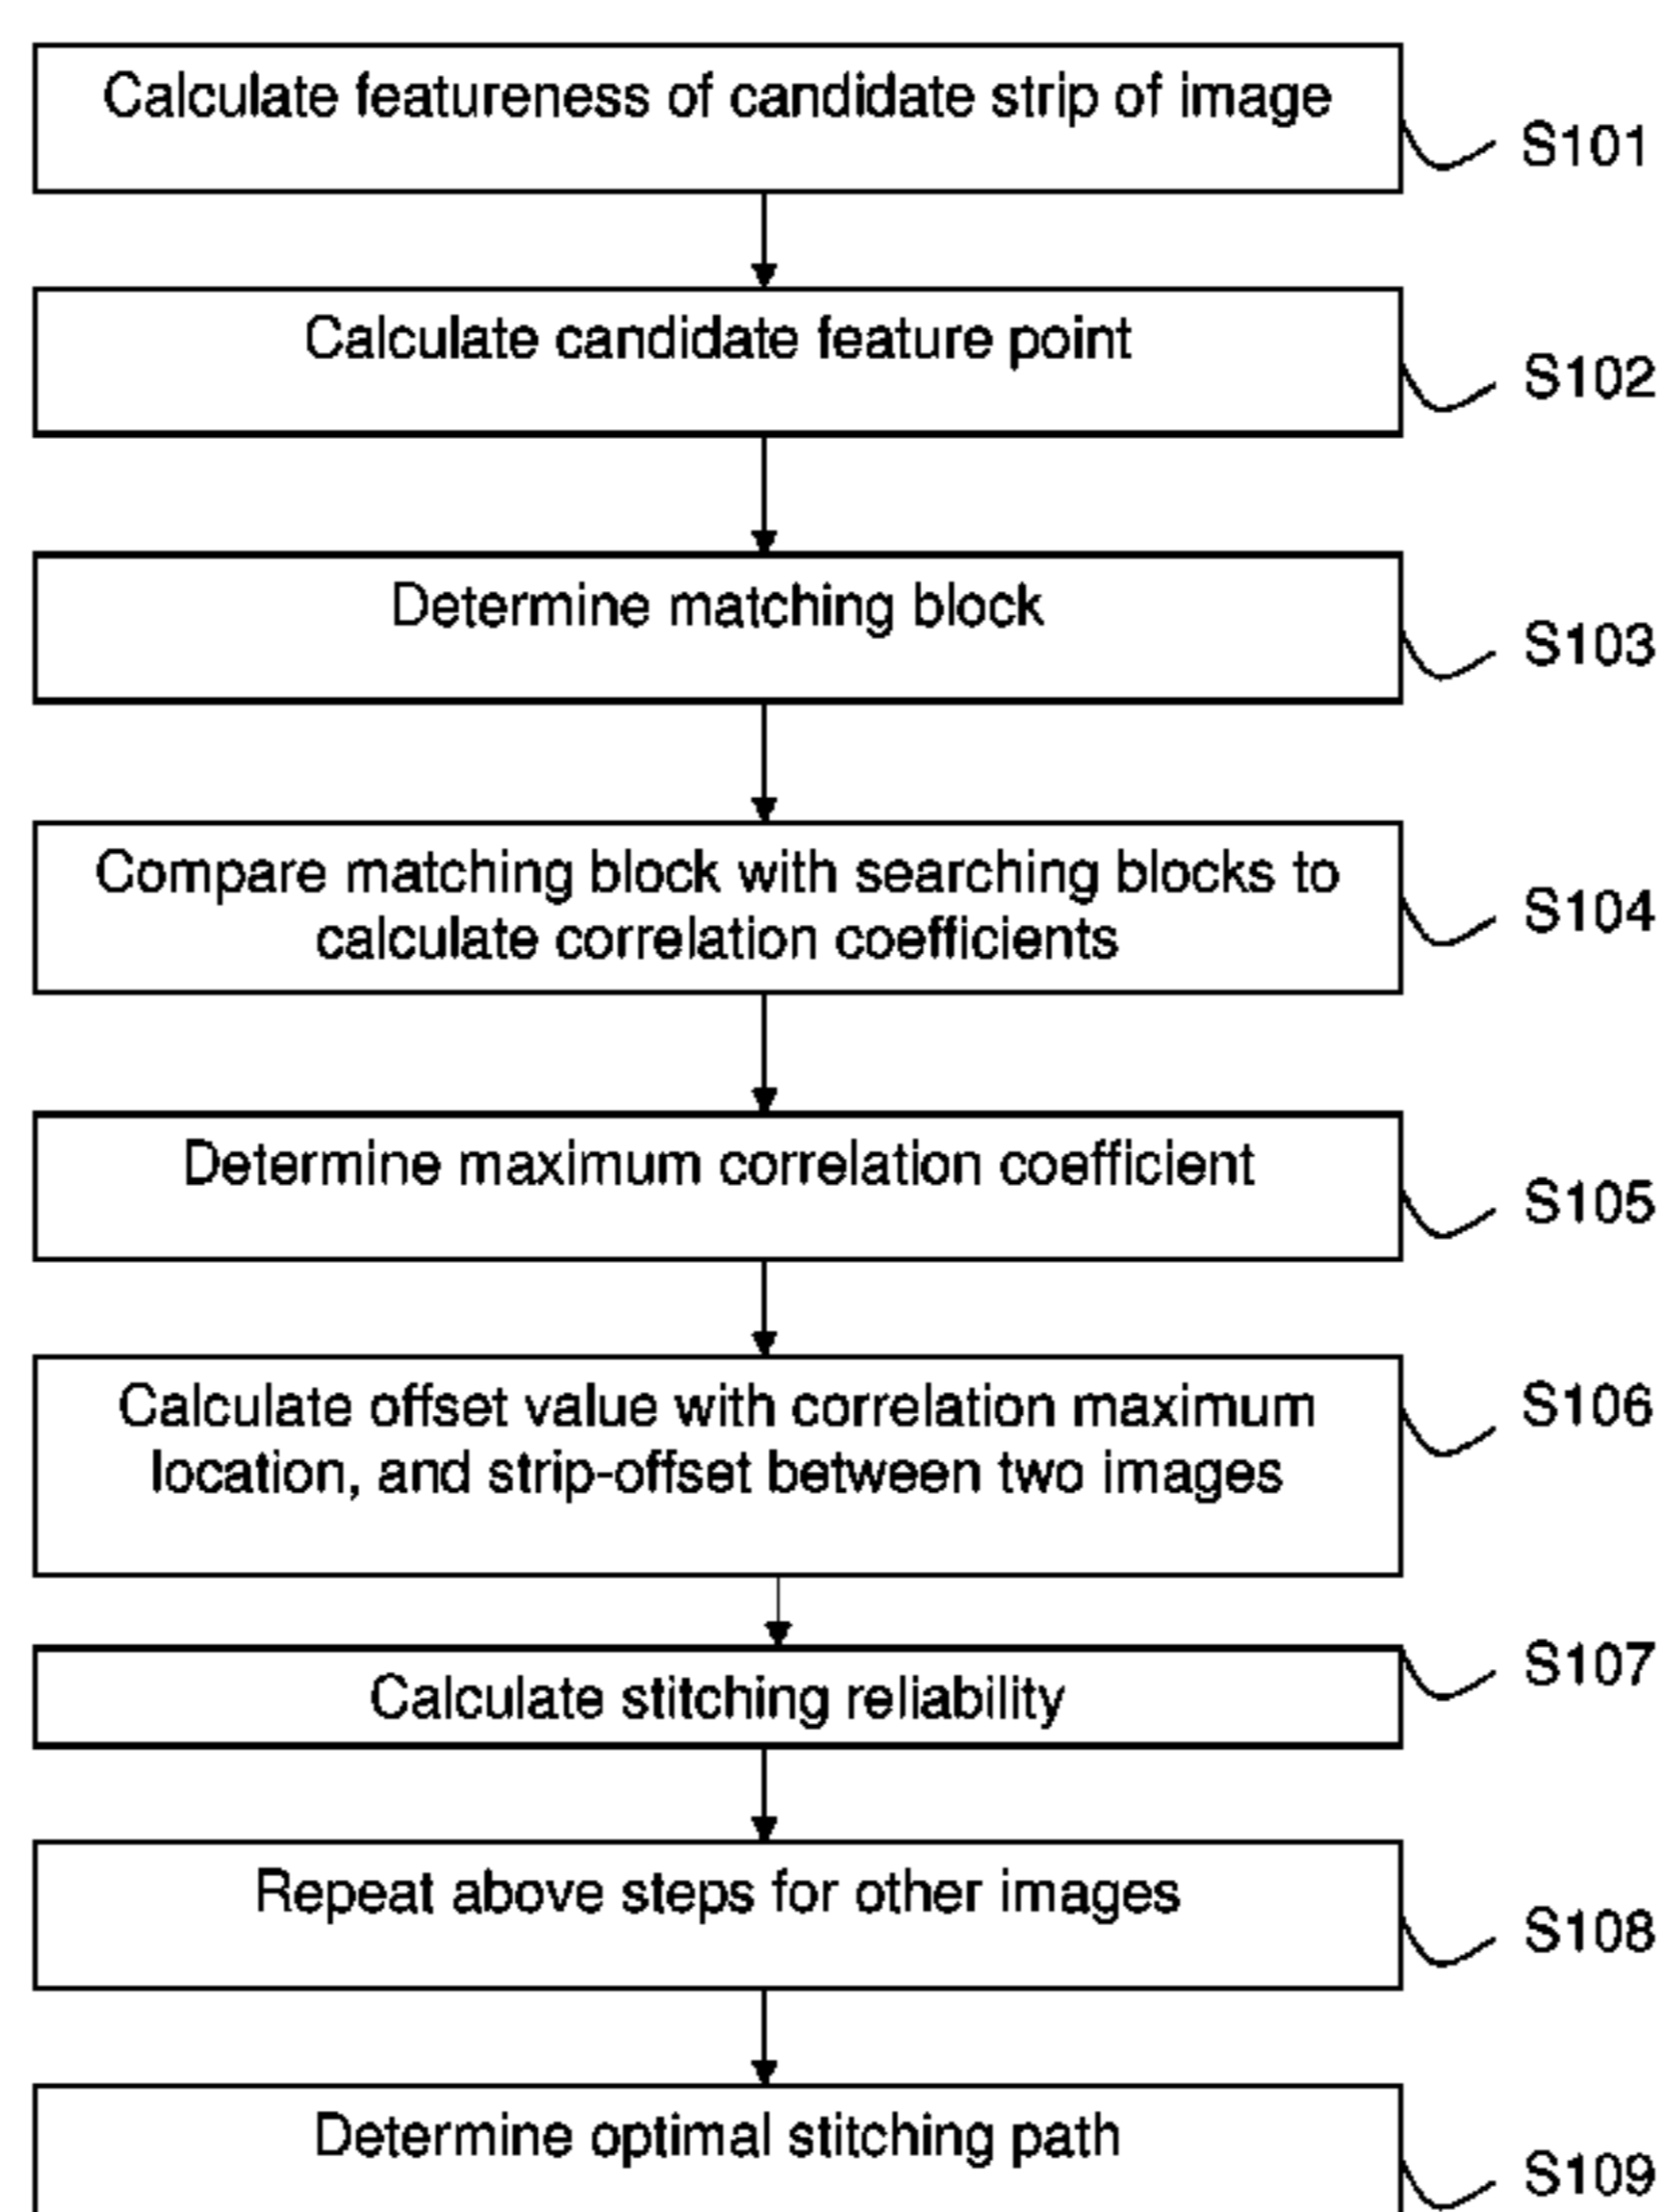 Calculate featureness of candidate strip of image
S101
Calculate candidate feature point
S102
Determine matching block
S103
Compare matching block with searching blocks to
calculate correlation coefficients
S104
Determine maximum correlation coefficient
S105
Calculate offset value with correlation maximum
location, and strip-offset between two images
S106
Calculate stitching reliability
S107
Repeat above steps for other images
S108
Determine optimal stitching path
S109